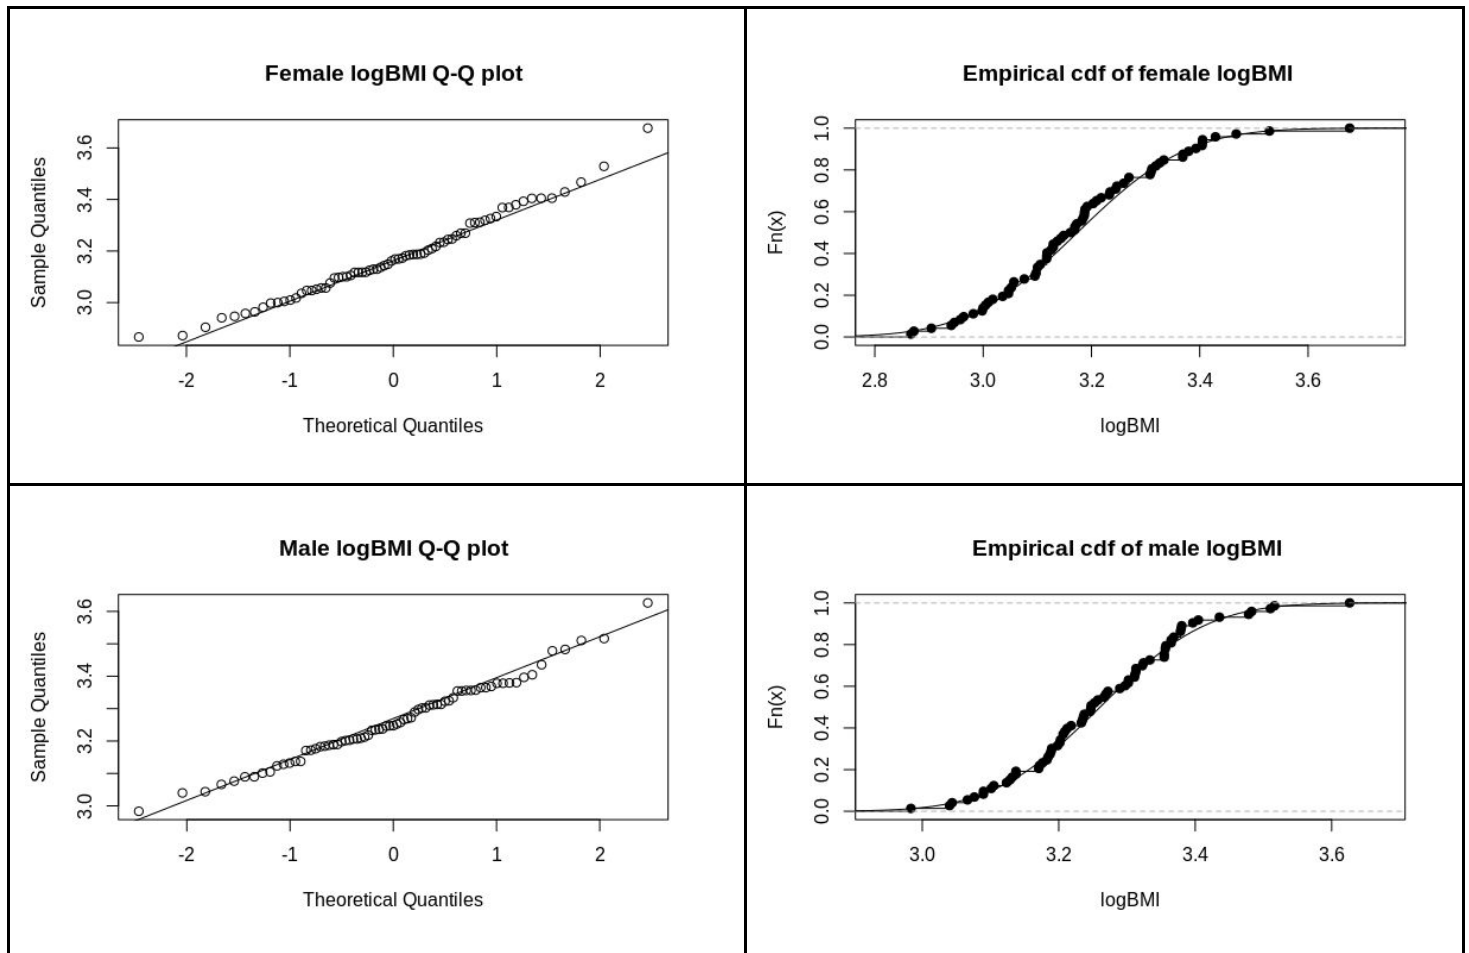 Female logBMI Q-Q plot
Sample Quantiles
3.0 3.2 3.4 3.6
-2 -1 0 1 2
Theoretical Quantiles
Empirical cdf of female logBMI
Fn(x)
0.0 0.2 0.4 0.6 0.8 1.0
2.8 3.0 3.2 3.4 3.6
logBMI
Male logBMI Q-Q plot
Sample Quantiles
3.0 3.2 3.4 3.6
-2 -1 0 1 2
Theoretical Quantiles
Empirical cdf of male logBMI
Fn(x)
0.0 0.2 0.4 0.6 0.8 1.0
3.0 3.2 3.4 3.6
logBMI